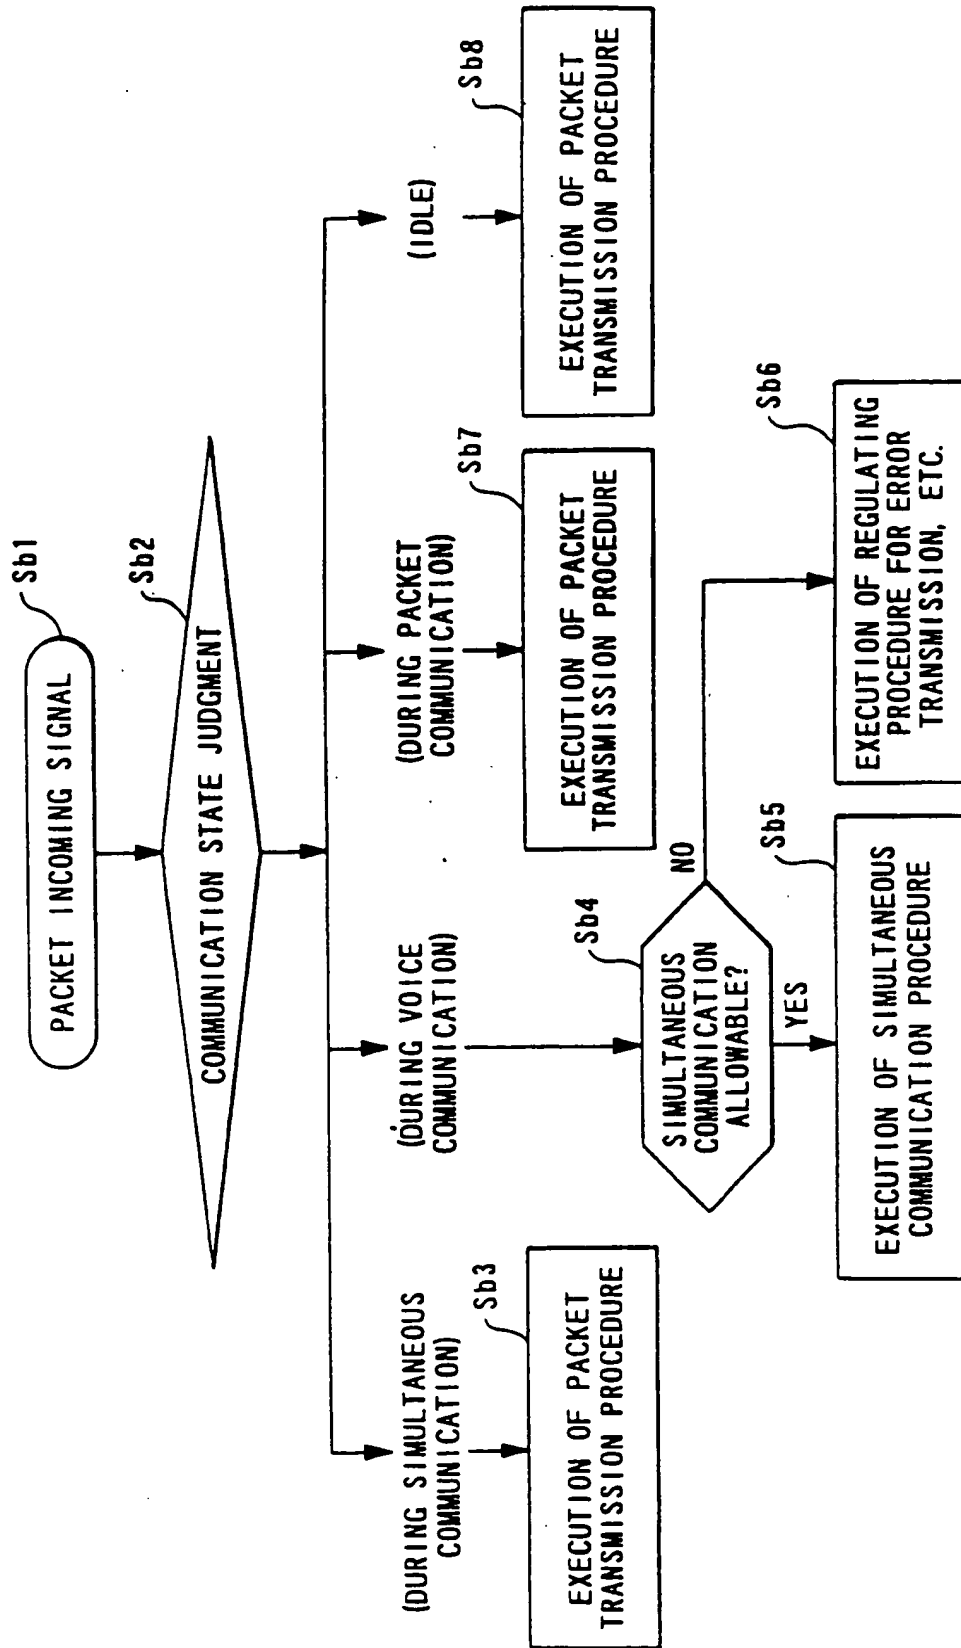 Sb1
PACKET INCOMING SIGNAL
Sb2
COMMUNICATION STATE JUDGMENT
(DURING SIMULTANEOUS
COMMUNICATION)
(DURING VOICE
COMMUNICATION)
(DURING PACKET
COMMUNICATION)
(IDLE)
Sb3
EXECUTION OF PACKET
TRANSMISSION PROCEDURE
Sb4
SIMULTANEOUS
COMMUNICATION
ALLOWABLE?
NO
YES
Sb7
EXECUTION OF PACKET
TRANSMISSION PROCEDURE
Sb8
EXECUTION OF PACKET
TRANSMISSION PROCEDURE
Sb5
EXECUTION OF SIMULTANEOUS
COMMUNICATION PROCEDURE
Sb6
EXECUTION OF REGULATING
PROCEDURE FOR ERROR
TRANSMISSION, ETC.